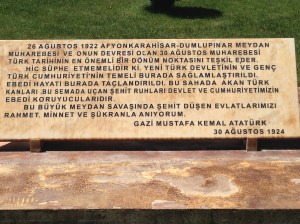 26 AĞUSTOS 1922 AFYONKARAHİSAR-DUMLUPINAR MEYDAN
MUHAREBESİ VE ONUN DEVRESİ OLAN 30 AĞUSTOS MUHAREBESİ
TÜRK TARİHİNİN EN ÖNEMLİ BİR DÖNÜM NOKTASINI TEŞKİL EDER.
HİÇ ŞÜPHE ETMEMELİDİR Kİ, YENİ TÜRK DEVLETİNİN VE GENÇ
TÜRK CUMHURİYETİ'NİN TEMELİ BURADA SAĞLAMLAŞTIRILDI.
EBEDİ HAYATI BURADA TAÇLANDIRILDI. BU SAHADA AKAN TÜRK
KANLARI, BU SEMADA UÇAN ŞEHİT RUHLARI DEVLET VE CUMHURİYETİMİZİN
EBEDİ KORUYUCULARIDIR.
BU BÜYÜK MEYDAN SAVAŞINDA ŞEHİT DÜŞEN EVLATLARIMIZI
RAHMET, MİNNET VE ŞÜKRANLA ANIYORUM.
GAZİ MUSTAFA KEMAL ATATÜRK
30 AĞUSTOS 1924